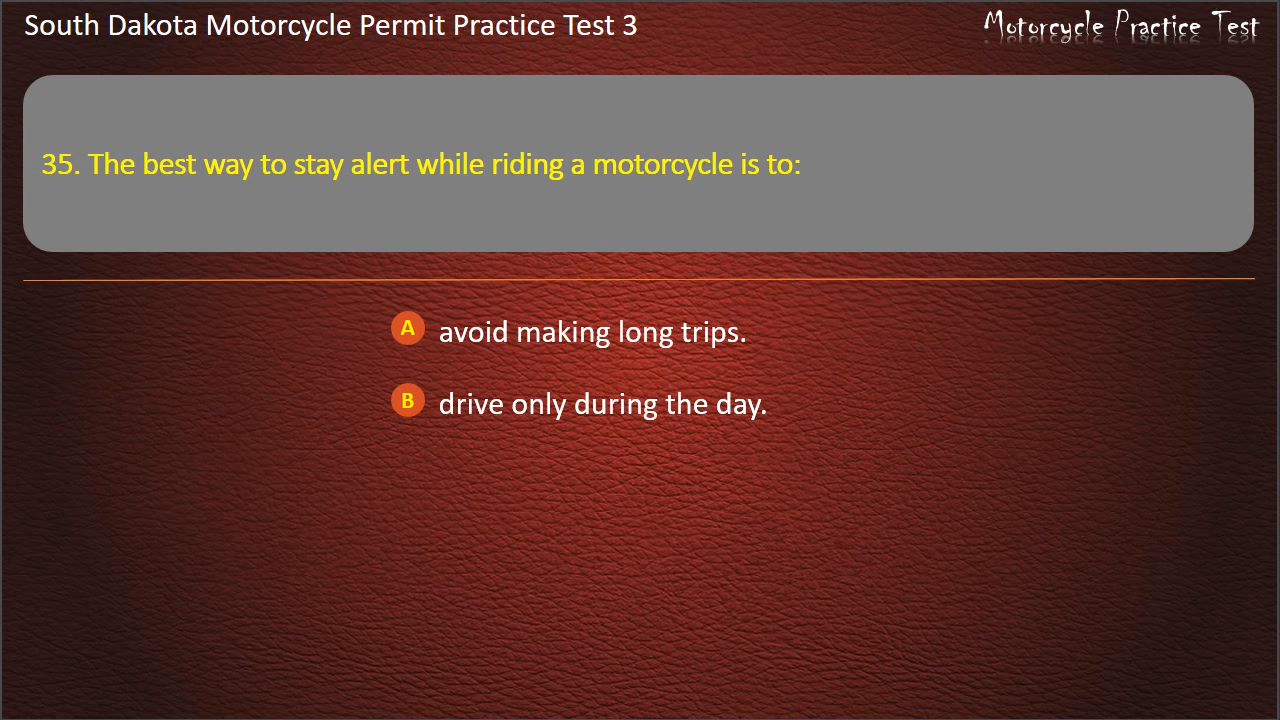 South Dakota Motorcycle Permit Practice Test 3
Motorcycle Practice Test
35. The best way to stay alert while riding a motorcycle is to:
A avoid making long trips.
B drive only during the day.